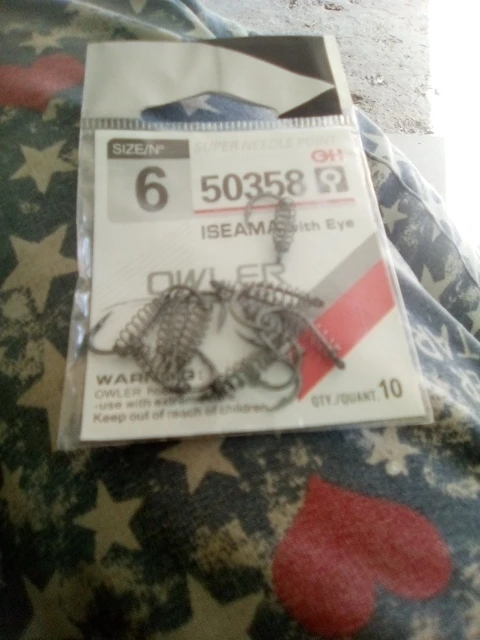 SIZE/Nº
6
SUPER NEEDLE POINT
50358
ISEAMA with Eye
OWLER
OWLER
-use with
Keep out of reach of children
QTY./QUANT. 10